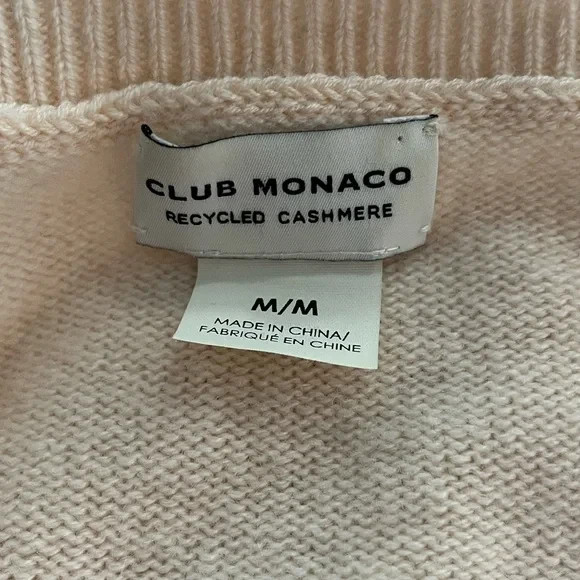 CLUB MONACO
RECYCLED CASHMERE
M/M
MADE IN CHINA/
FABRIQUÉ EN CHINE